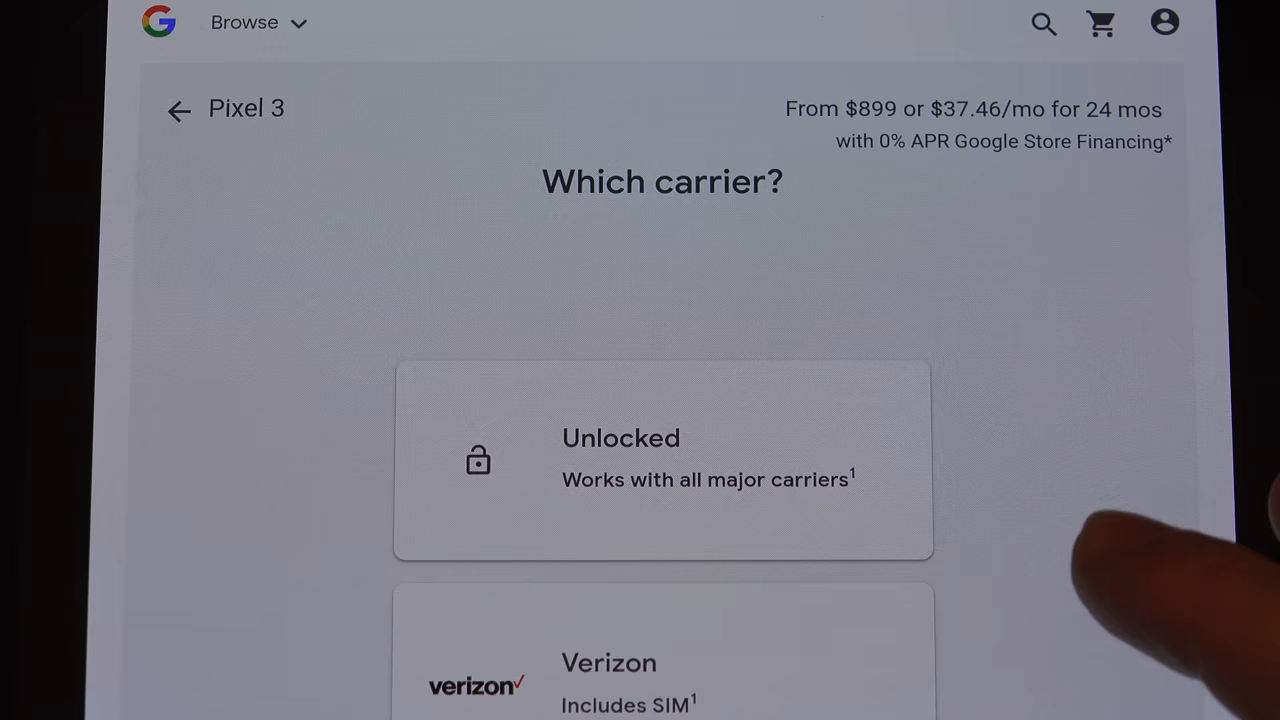 Browse
Pixel 3
From $899 or $37.46/mo for 24 mos
with 0% APR Google Store Financing*
Which carrier?
Unlocked
Works with all major carriers¹
verizon✓
Verizon
Includes SIM¹